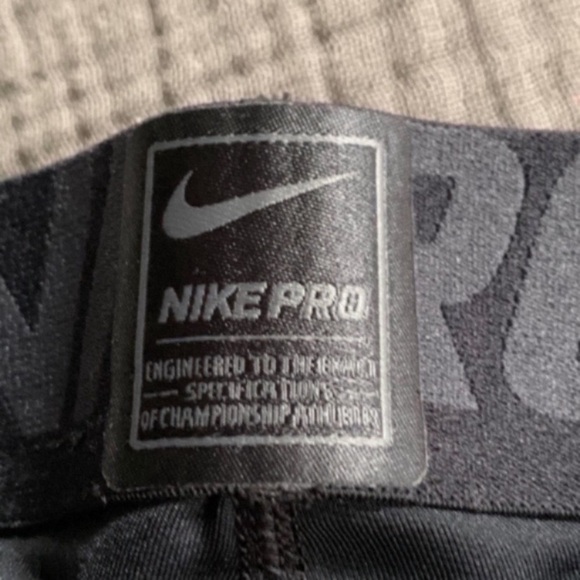 NIKE PRO
ENGINEERED TO THE EXACT
SPECIFICATIONS
OF CHAMPIONSHIP ATHLETES